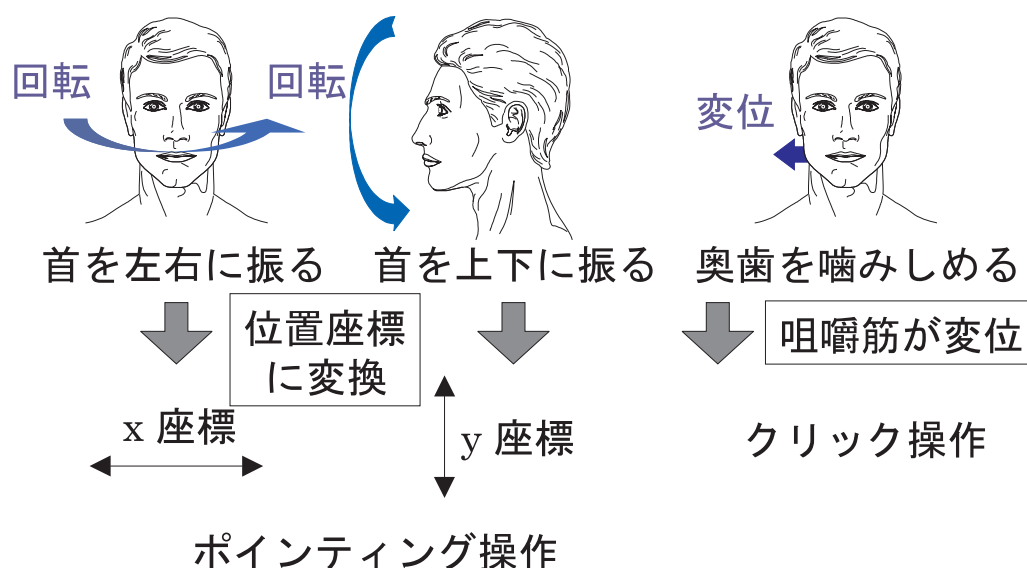 回転
回転
変位
首を左右に振る
首を上下に振る
奥歯を噛みしめる
位置座標
に変換
咀嚼筋が変位
x 座標
y 座標
クリック操作
ポインティング操作